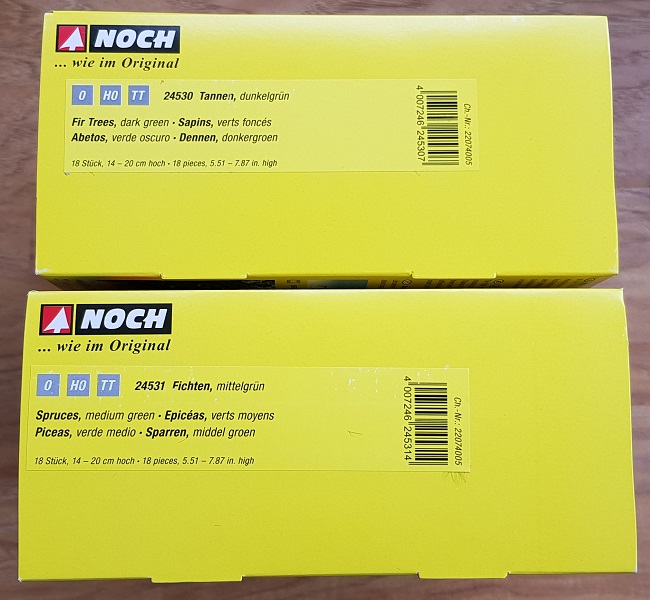 NOCH
... wie im Original
O H0 TT 24530 Tannen, dunkelgrün
Fir Trees, dark green · Sapins, verts foncés
Abetos, verde oscuro · Dennen, donkergroen
18 Stück, 14 – 20 cm hoch · 18 pieces, 5.51 – 7.87 in. high
4 007246 245307
Ch.-Nr.: 22074005
NOCH
... wie im Original
O H0 TT 24531 Fichten, mittelgrün
Spruces, medium green · Epicéas, verts moyens
Piceas, verde medio · Sparren, middel groen
18 Stück, 14 – 20 cm hoch · 18 pieces, 5.51 – 7.87 in. high
4 007246 245314
Ch.-Nr.: 22074005